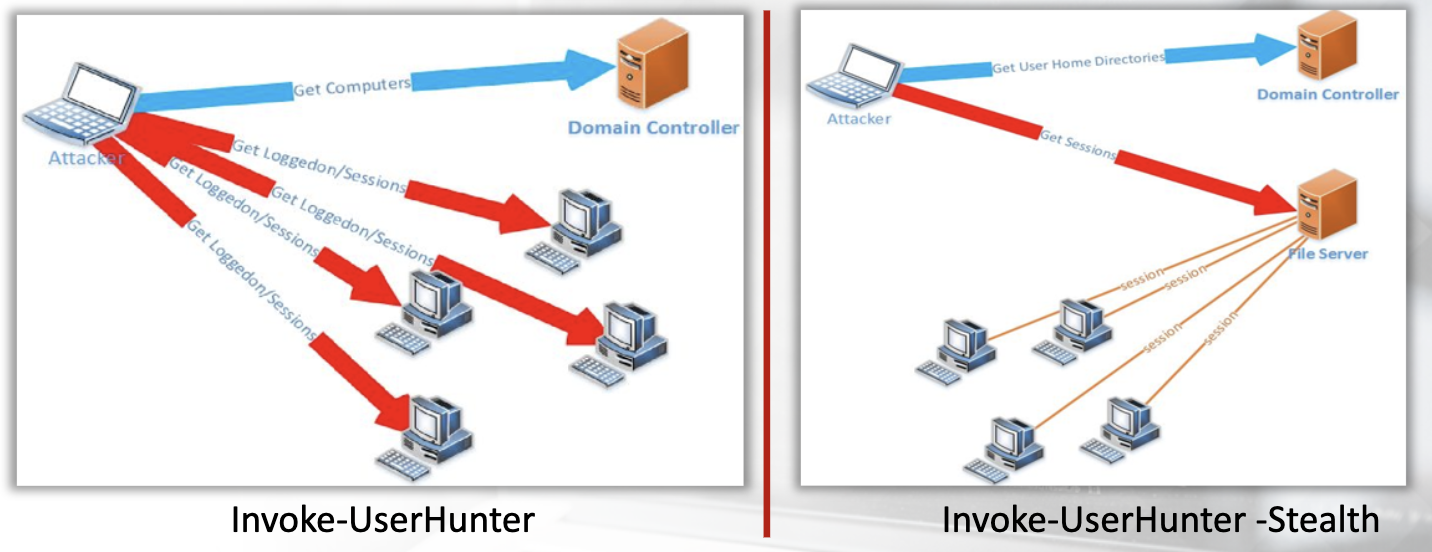 Get Computers
Domain Controller
Attacker
Get Loggedon/Sessions
Get Loggedon/Sessions
Get Loggedon/Sessions
Get Loggedon/Sessions
Invoke-UserHunter
Get User Home Directories
Domain Controller
Attacker
Get Sessions
File Server
session
session
session
session
Invoke-UserHunter -Stealth